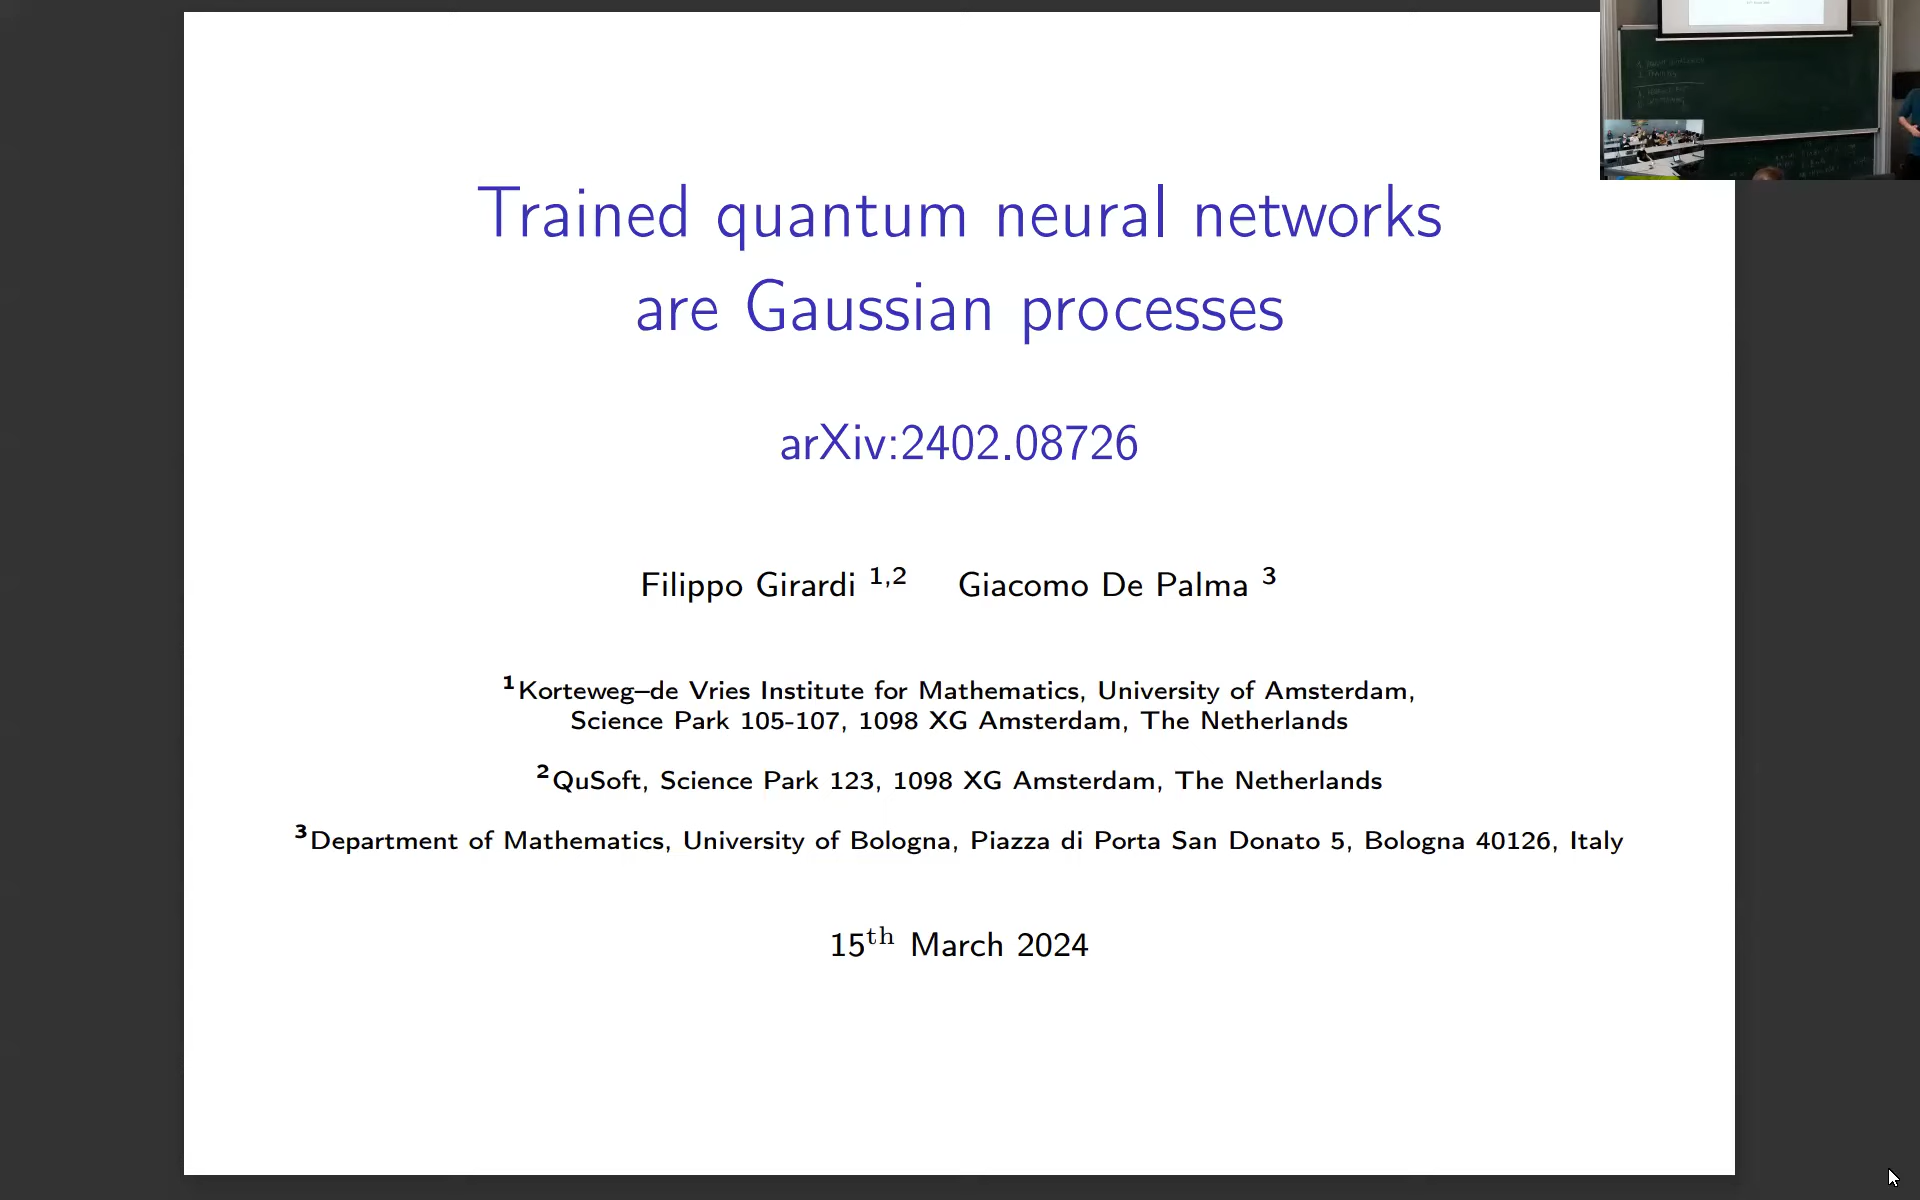 Trained quantum neural networks
are Gaussian processes
arXiv:2402.08726
Filippo Girardi 1,2 Giacomo De Palma 3
1Korteweg–de Vries Institute for Mathematics, University of Amsterdam,
Science Park 105-107, 1098 XG Amsterdam, The Netherlands
2QuSoft, Science Park 123, 1098 XG Amsterdam, The Netherlands
3Department of Mathematics, University of Bologna, Piazza di Porta San Donato 5, Bologna 40126, Italy
15th March 2024